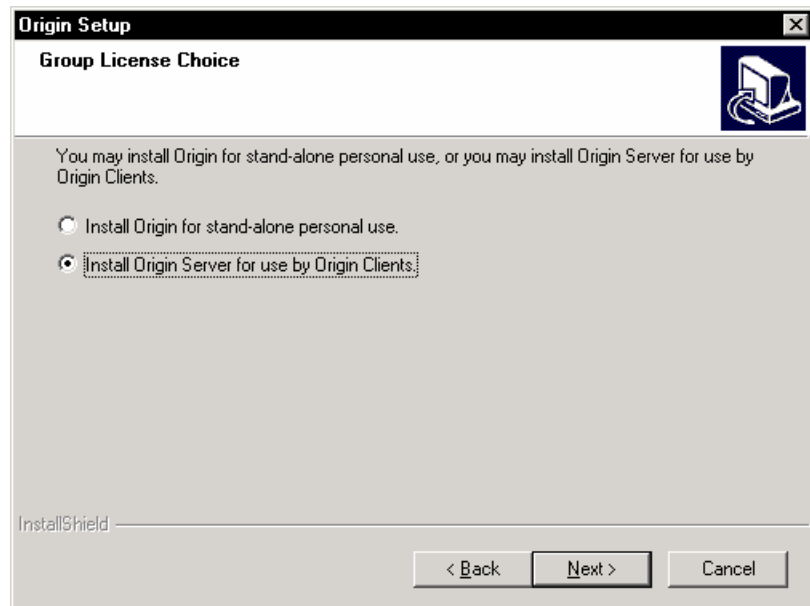 Origin Setup
Group License Choice
You may install Origin for stand-alone personal use, or you may install Origin Server for use by
Origin Clients.
Install Origin for stand-alone personal use.
Install Origin Server for use by Origin Clients.
InstallShield
< Back
Next >
Cancel